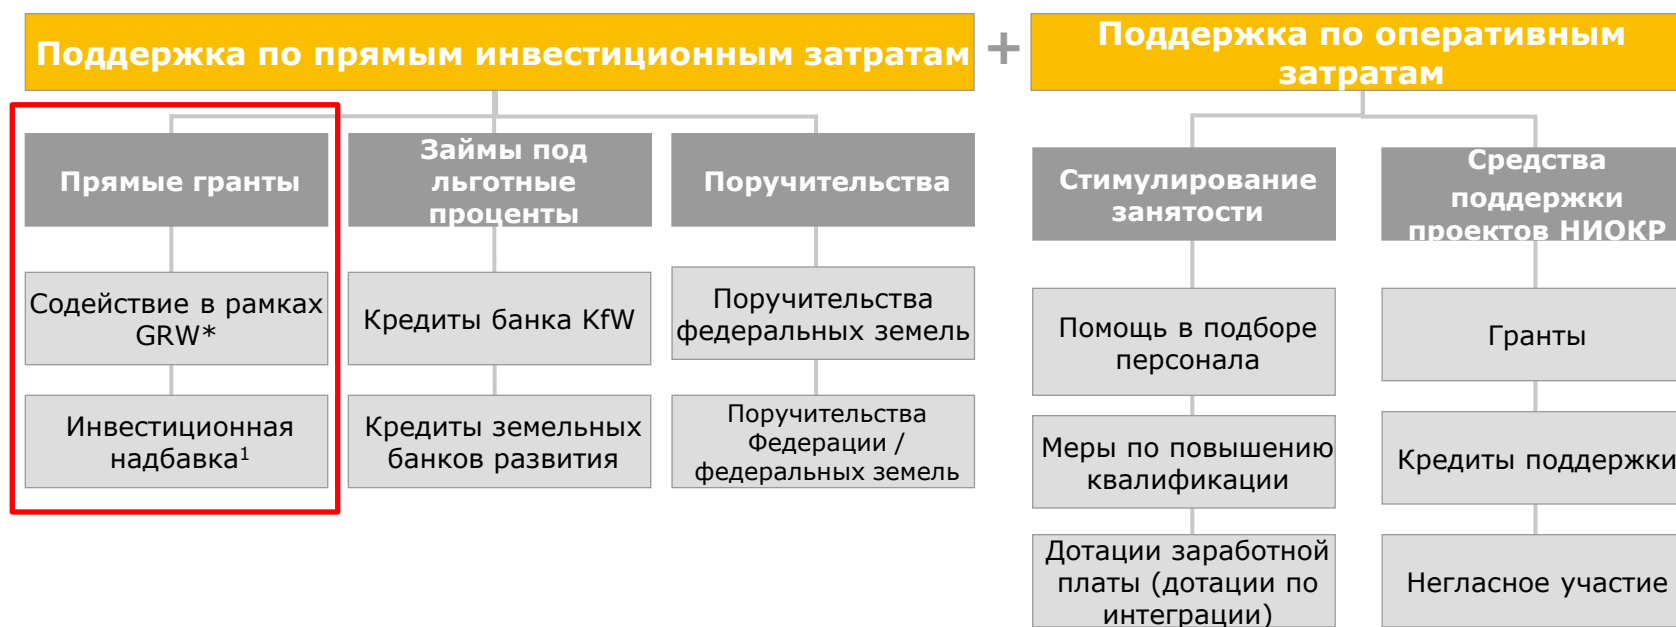 Поддержка по прямым инвестиционным затратам
+
Поддержка по оперативным
затратам
Прямые гранты
Займы под
льготные
проценты
Поручительства
Стимулирование
занятости
Средства
поддержки
проектов НИОКР
Содействие в рамках
GRW*
Кредиты банка KfW
Поручительства
федеральных земель
Помощь в подборе
персонала
Гранты
Инвестиционная
надбавка¹
Кредиты земельных
банков развития
Поручительства
Федерации /
федеральных земель
Меры по повышению
квалификации
Кредиты поддержки
Дотации заработной
платы (дотации по
интеграции)
Негласное участие